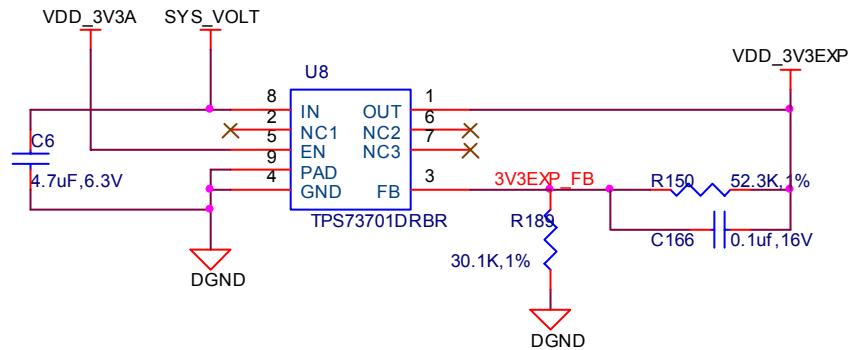 VDD_3V3A
SYS_VOLT
VDD_3V3EXP
U8
8
IN
OUT
1
2
NC1
NC2
6
5
EN
NC3
7
9
PAD
4
GND
FB
3
TPS73701DRBR
C6
4.7uF,6.3V
DGND
3V3EXP_FB
R150
52.3K,1%
R189
30.1K,1%
C166
0.1uf,16V
DGND